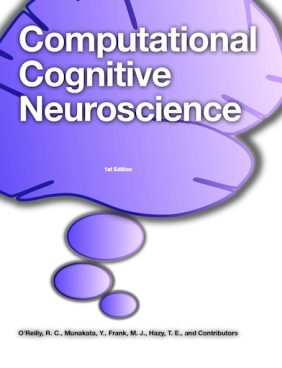 Computational
Cognitive
Neuroscience
1st Edition
O'Reilly, R. C., Munakata, Y., Frank, M. J., Hazy, T. E., and Contributors